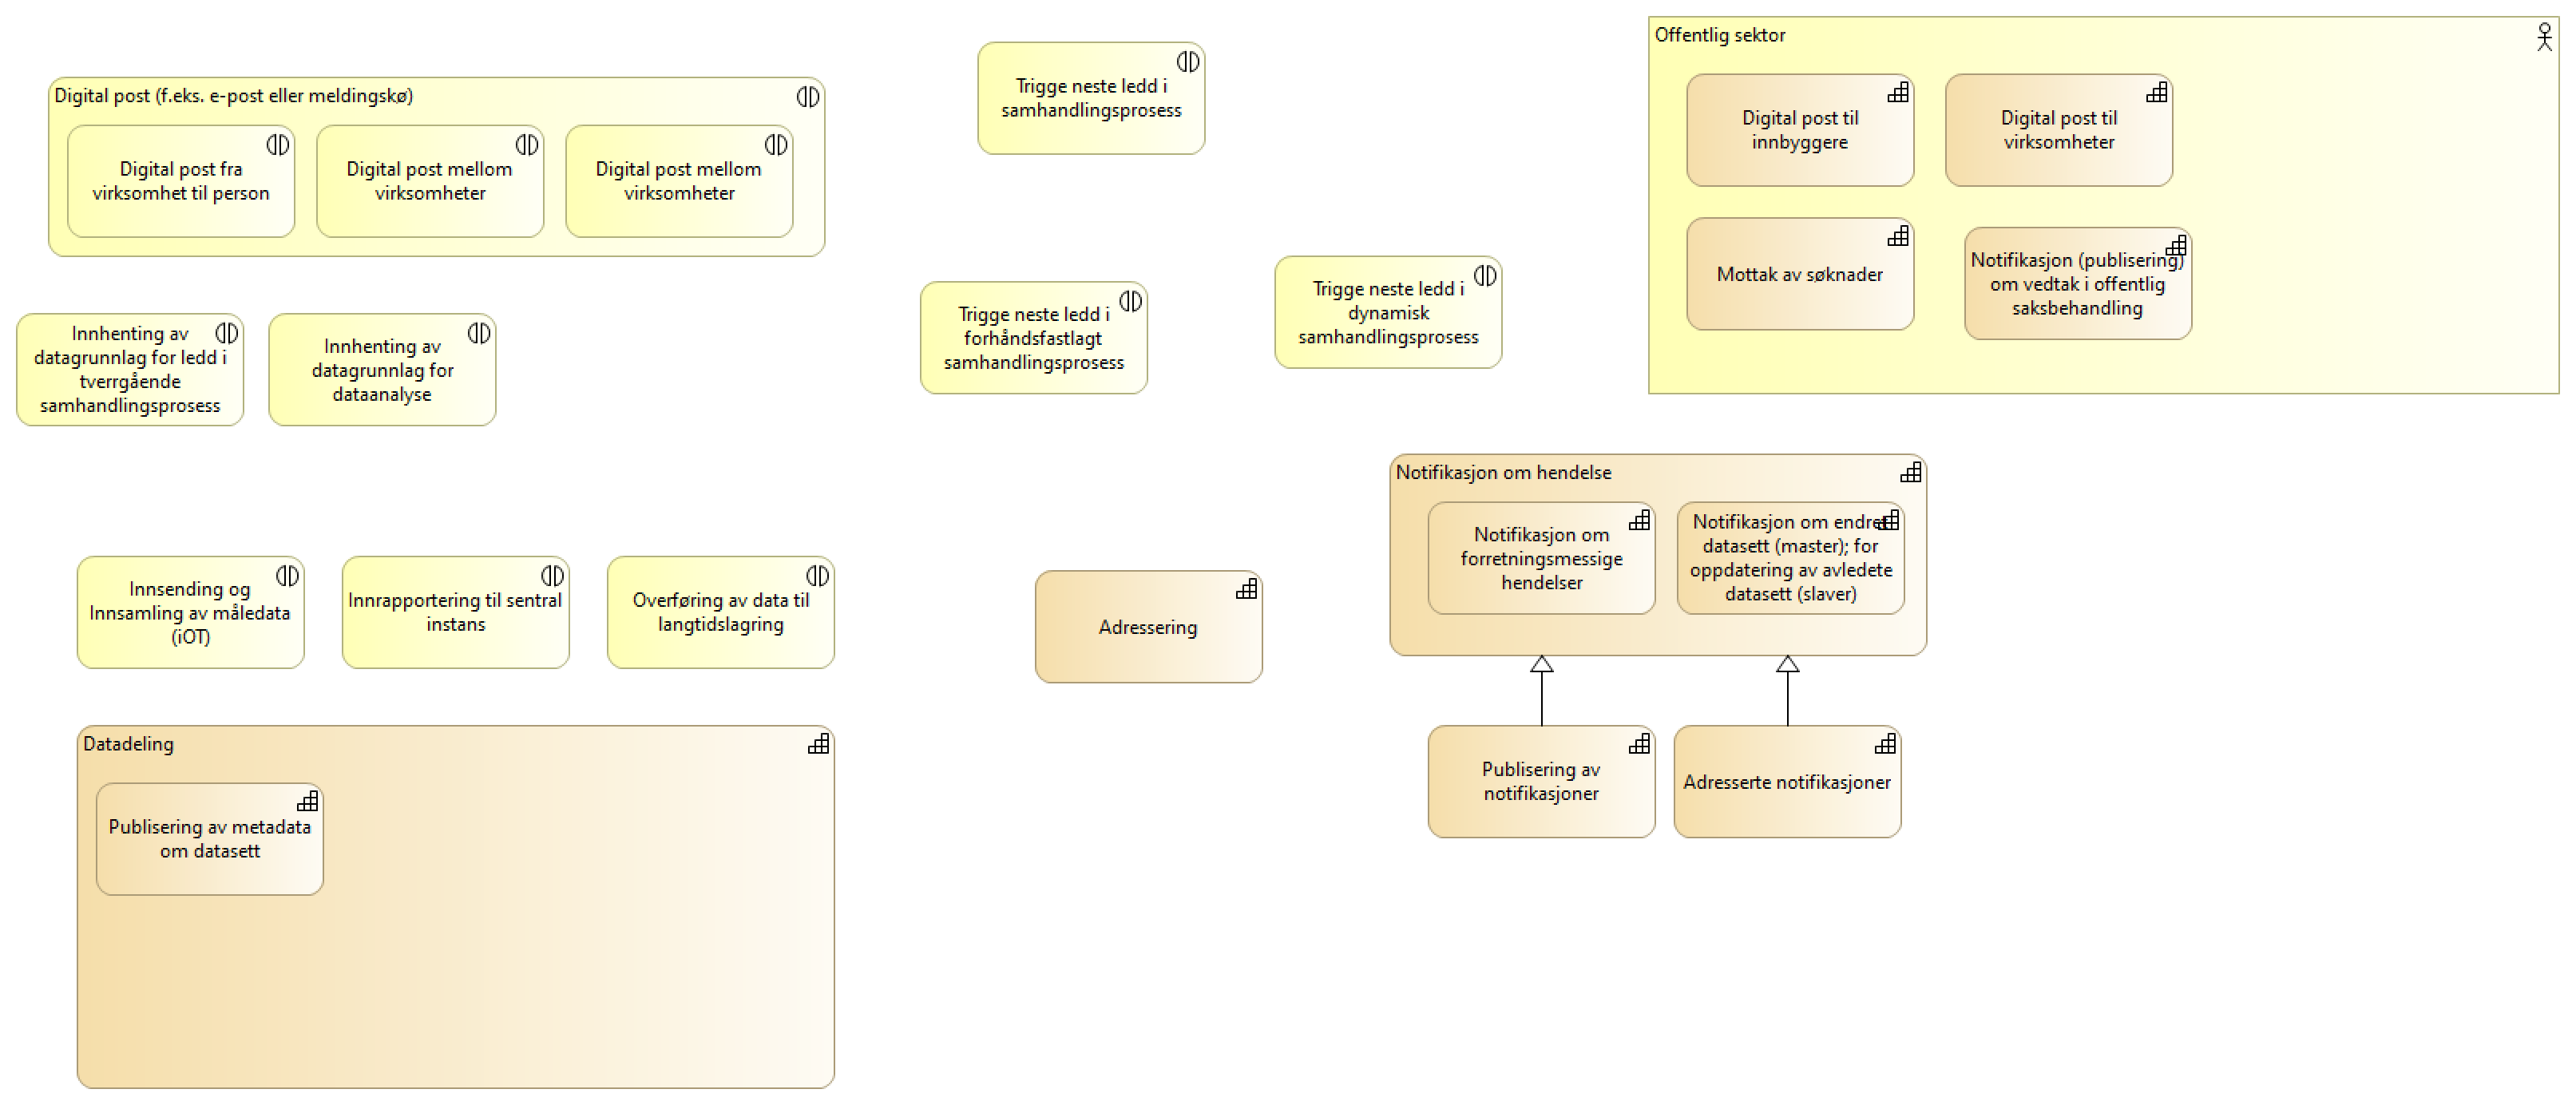 Digital post (f.eks. e-post eller meldingskø)
Digital post fra
virksomhet til person
Digital post mellom
virksomheter
Digital post mellom
virksomheter
Trigge neste ledd i
samhandlingsprosess
Offentlig sektor
Digital post til
innbyggere
Digital post til
virksomheter
Mottak av søknader
Notifikasjon (publisering)
om vedtak i offentlig
saksbehandling
Innhenting av
datagrunnlag for ledd i
tverrgående
samhandlingsprosess
Innhenting av
datagrunnlag for
dataanalyse
Trigge neste ledd i
forhåndsfastlagt
samhandlingsprosess
Trigge neste ledd i
dynamisk
samhandlingsprosess
Notifikasjon om hendelse
Notifikasjon om
forretningsmessige
hendelser
Notifikasjon om endret
datasett (master); for
oppdatering av avledete
datasett (slaver)
Innsending og
Innsamling av måledata
(iOT)
Innrapportering til sentral
instans
Overføring av data til
langtidslagring
Adressering
Datadeling
Publisering av metadata
om datasett
Publisering av
notifikasjoner
Adresserte notifikasjoner